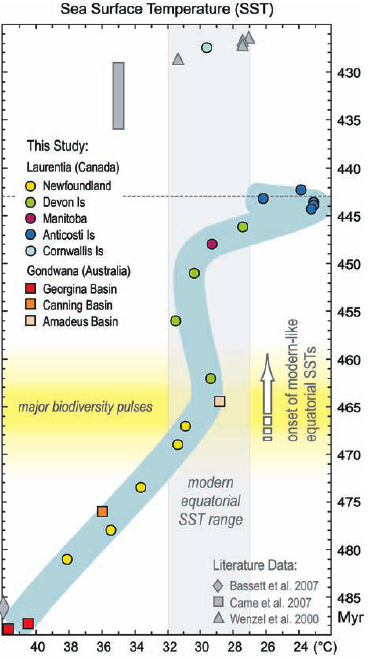 Sea Surface Temperature (SST)
430
435
This Study:
Laurentia (Canada)
Newfoundland
Devon Is
Manitoba
Anticosti Is
Cornwallis Is
Gondwana (Australia)
Georgina Basin
Canning Basin
Amadeus Basin
440
445
450
455
460
major biodiversity pulses
onset of modern-like
equatorial SSTs
465
470
modern
equatorial
SST range
475
480
Literature Data:
Bassett et al. 2007
Came et al. 2007
Wenzel et al. 2000
485
Myr
40 38 36 34 32 30 28 26 24 (°C)